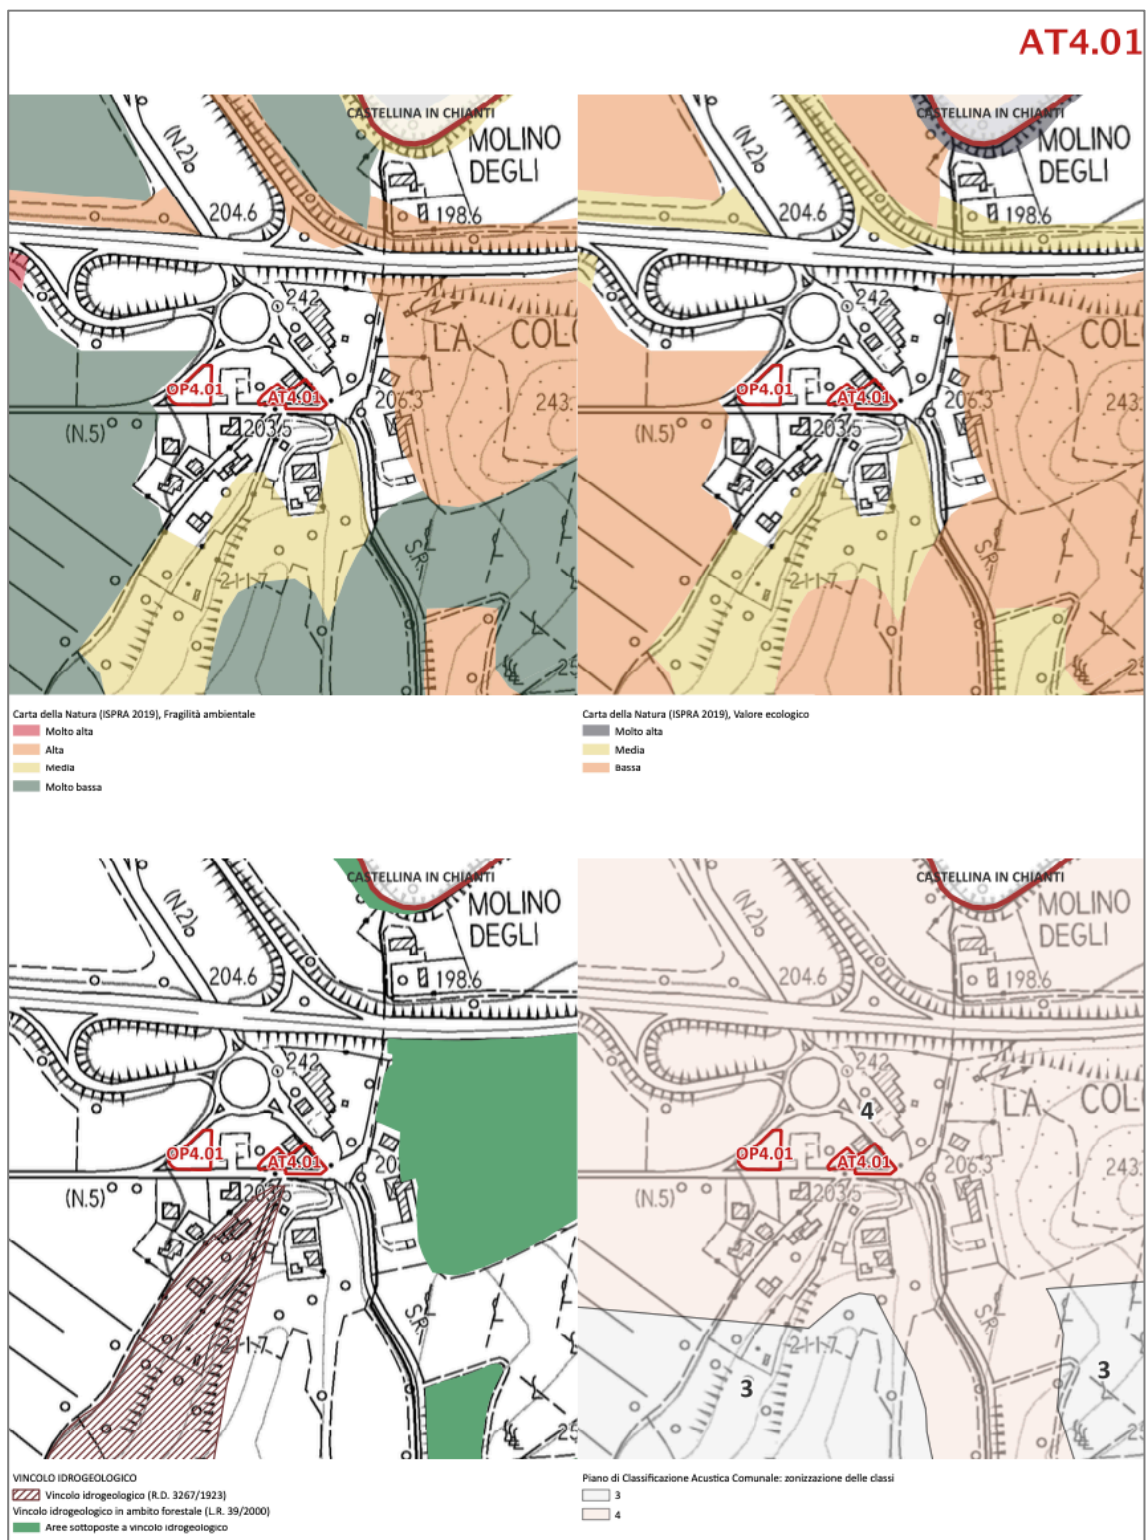 AT4.01
CASTELLINA IN CHIANTI
MOLINO
DEGLI
(N.2)
204.6
198.6
242
LA COL
OP4.01
AT4.01
206.3
243.
(N.5)
203.5
S.R.
211.7
25
CASTELLINA IN CHIANTI
MOLINO
DEGLI
(N.2)
204.6
198.6
242
LA COL
OP4.01
AT4.01
206.3
243.
(N.5)
203.5
S.R.
211.7
25
Carta della Natura (ISPRA 2019), Fragilità ambientale
Molto alta
Alta
Media
Molto bassa
Carta della Natura (ISPRA 2019), Valore ecologico
Molto alta
Media
Bassa
CASTELLINA IN CHIANTI
MOLINO
DEGLI
(N.2)
204.6
198.6
242
OP4.01
AT4.01
20
(N.5)
203.5
S.R.
211.7
25
CASTELLINA IN CHIANTI
MOLINO
DEGLI
(N.2)
204.6
198.6
242
LA COL
4
OP4.01
AT4.01
206.3
243.
(N.5)
203.5
S.R.
211.7
3
3
25
VINCOLO IDROGEOLOGICO
Vincolo idrogeologico (R.D. 3267/1923)
Vincolo idrogeologico in ambito forestale (L.R. 39/2000)
Aree sottoposte a vincolo idrogeologico
Piano di Classificazione Acustica Comunale: zonizzazione delle classi
3
4